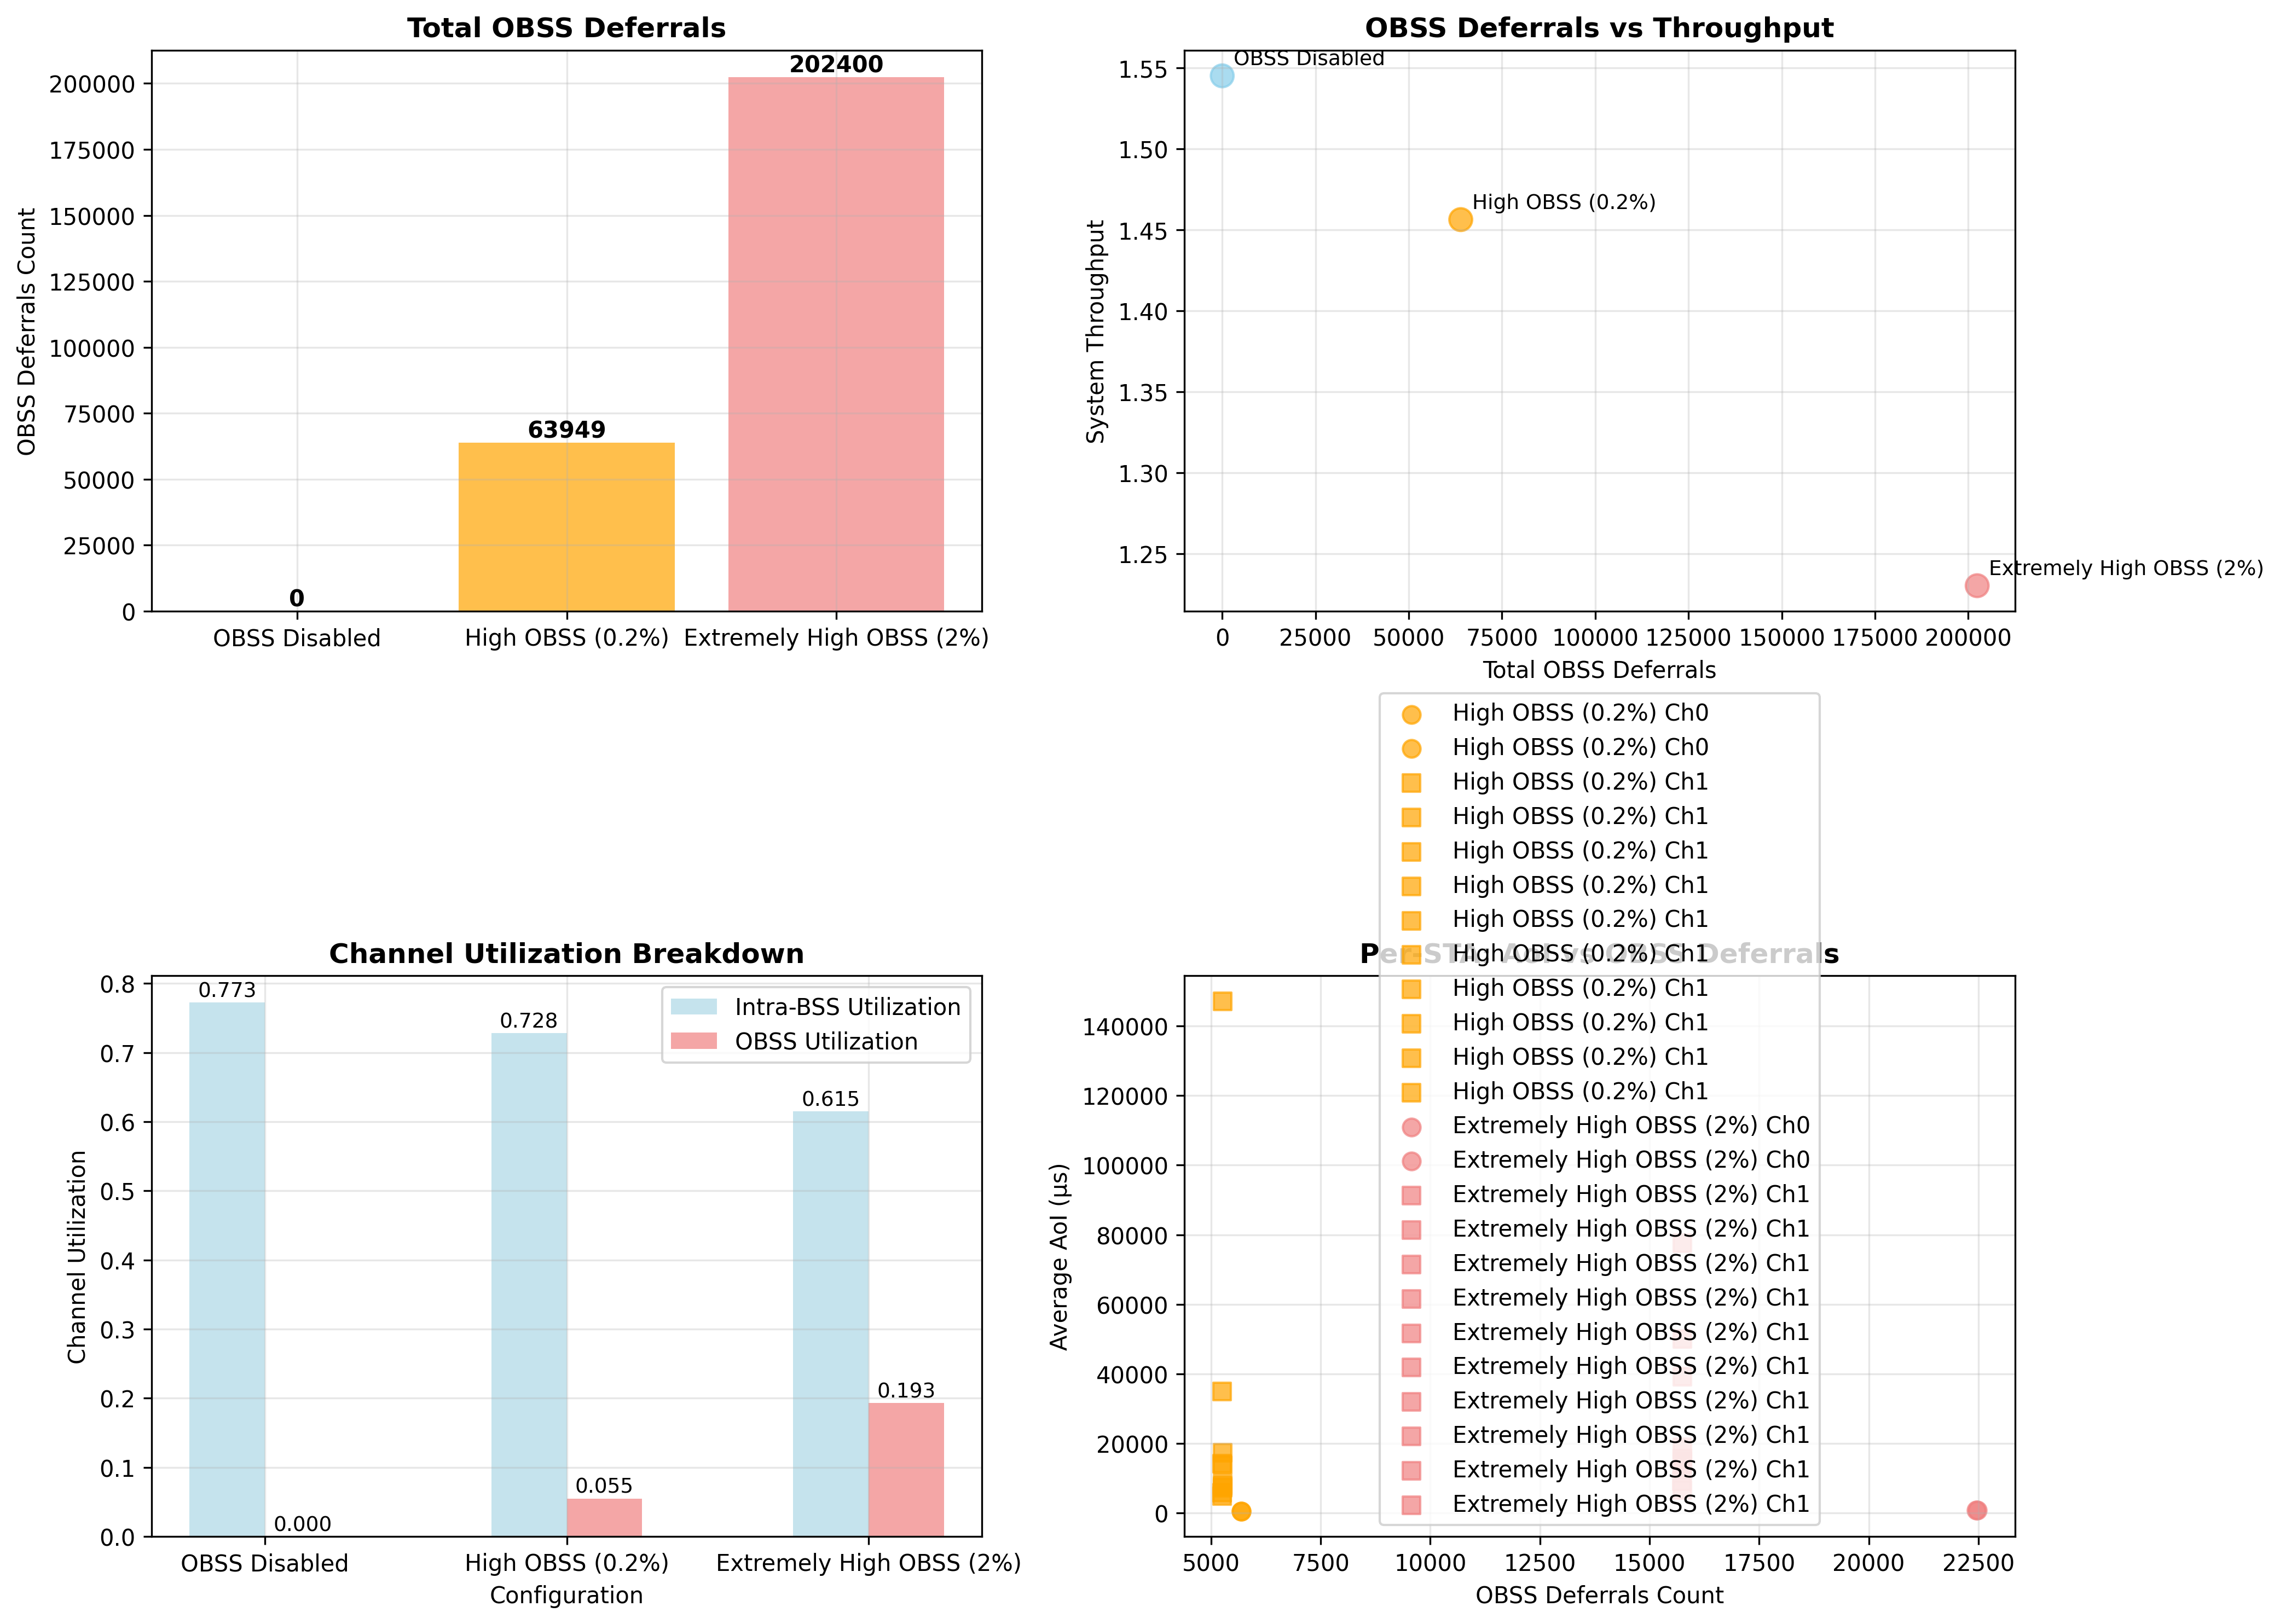 Total OBSS Deferrals
OBSS Deferrals Count
200000
175000
150000
125000
100000
75000
50000
25000
0
202400
63949
0
OBSS Disabled
High OBSS (0.2%)
Extremely High OBSS (2%)
OBSS Deferrals vs Throughput
System Throughput
1.55
1.50
1.45
1.40
1.35
1.30
1.25
OBSS Disabled
High OBSS (0.2%)
Extremely High OBSS (2%)
0 25000 50000 75000 100000 125000 150000 175000 200000
Total OBSS Deferrals
Channel Utilization Breakdown
Channel Utilization
0.8
0.7
0.6
0.5
0.4
0.3
0.2
0.1
0.0
0.773
0.000
0.728
0.055
0.615
0.193
Intra-BSS Utilization
OBSS Utilization
OBSS Disabled
High OBSS (0.2%)
Extremely High OBSS (2%)
Configuration
High OBSS (0.2%) Ch0
High OBSS (0.2%) Ch0
High OBSS (0.2%) Ch1
High OBSS (0.2%) Ch1
High OBSS (0.2%) Ch1
High OBSS (0.2%) Ch1
High OBSS (0.2%) Ch1
High OBSS (0.2%) Ch1
High OBSS (0.2%) Ch1
High OBSS (0.2%) Ch1
High OBSS (0.2%) Ch1
High OBSS (0.2%) Ch1
Extremely High OBSS (2%) Ch0
Extremely High OBSS (2%) Ch0
Extremely High OBSS (2%) Ch1
Extremely High OBSS (2%) Ch1
Extremely High OBSS (2%) Ch1
Extremely High OBSS (2%) Ch1
Extremely High OBSS (2%) Ch1
Extremely High OBSS (2%) Ch1
Extremely High OBSS (2%) Ch1
Extremely High OBSS (2%) Ch1
Extremely High OBSS (2%) Ch1
Extremely High OBSS (2%) Ch1
Per-STA: AoI vs OBSS Deferrals
Average AoI (μs)
140000
120000
100000
80000
60000
40000
20000
0
5000 7500 10000 12500 15000 17500 20000 22500
OBSS Deferrals Count